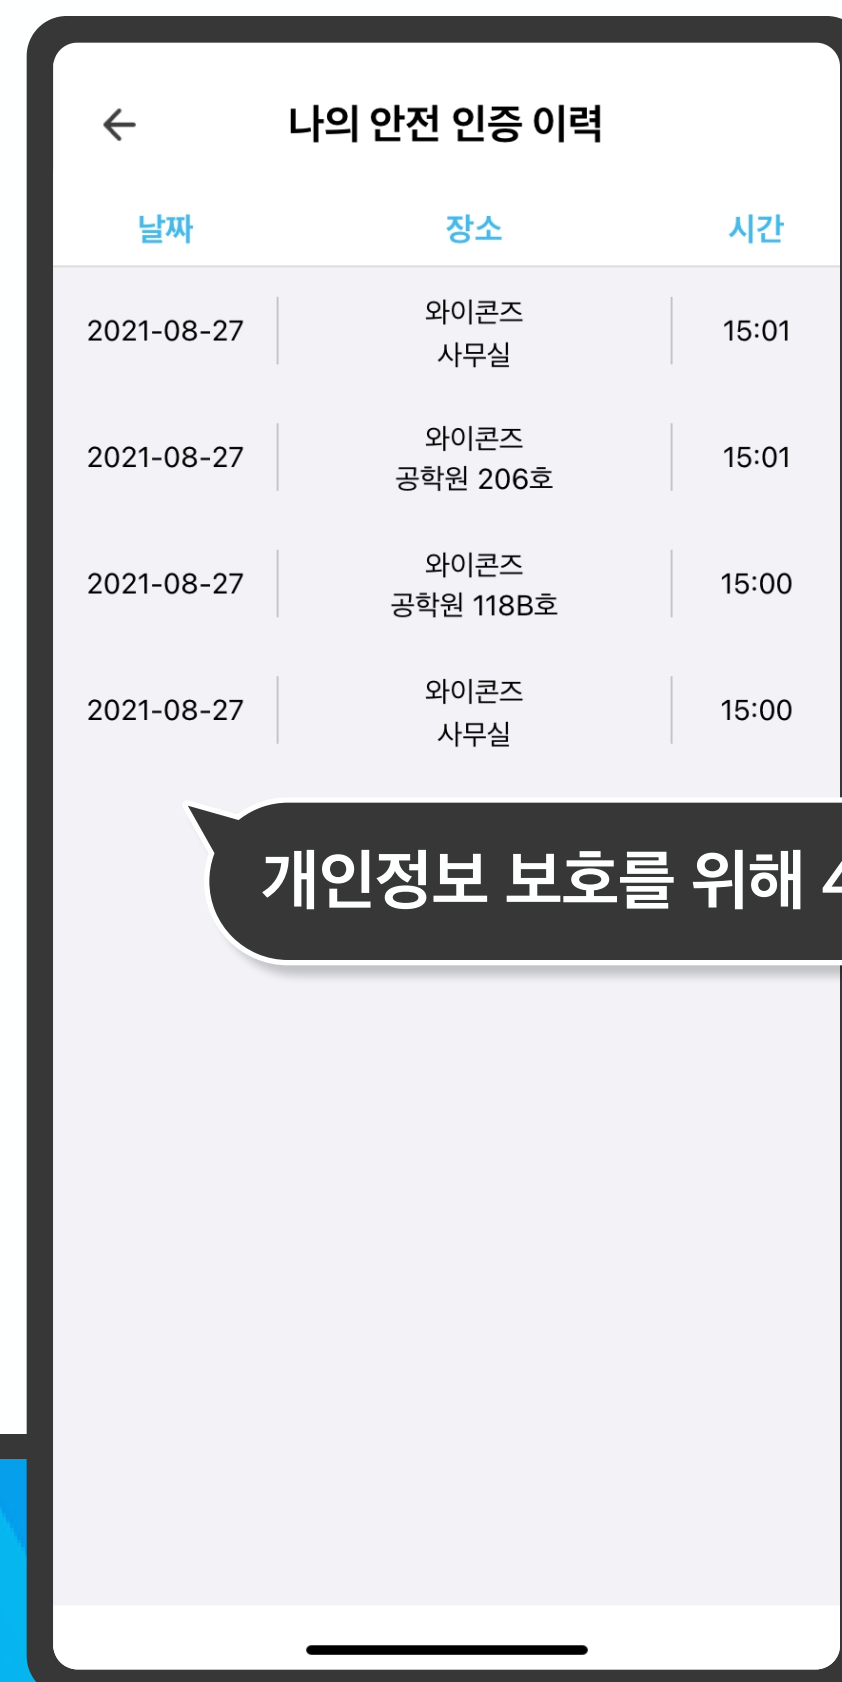 나의 안전 인증 이력
날짜 장소 시간
와이콘즈
2021-08-27 15:01
사무실
와이콘즈
2021-08-27 15:01
공학원 206호
와이콘즈
2021-08-27 15:00
공학원 118B호
와이콘즈
2021-08-27 15:00
사무실
개인정보 보호를 위해